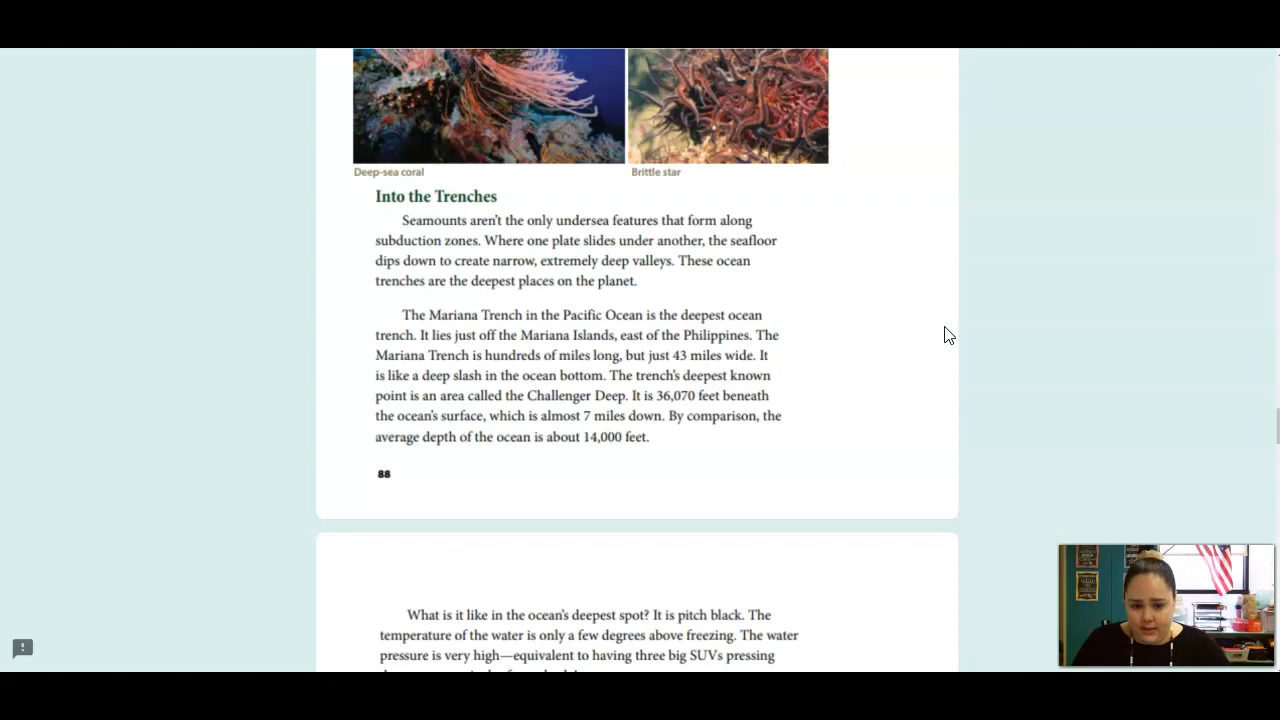 Deep-sea coral
Brittle star
Into the Trenches
Seamounts aren't the only undersea features that form along
subduction zones. Where one plate slides under another, the seafloor
dips down to create narrow, extremely deep valleys. These ocean
trenches are the deepest places on the planet.
The Mariana Trench in the Pacific Ocean is the deepest ocean
trench. It lies just off the Mariana Islands, east of the Philippines. The
Mariana Trench is hundreds of miles long, but just 43 miles wide. It
is like a deep slash in the ocean bottom. The trench's deepest known
point is an area called the Challenger Deep. It is 36,070 feet beneath
the ocean's surface, which is almost 7 miles down. By comparison, the
average depth of the ocean is about 14,000 feet.
88
What is it like in the ocean's deepest spot? It is pitch black. The
temperature of the water is only a few degrees above freezing. The water
pressure is very high—equivalent to having three big SUVs pressing